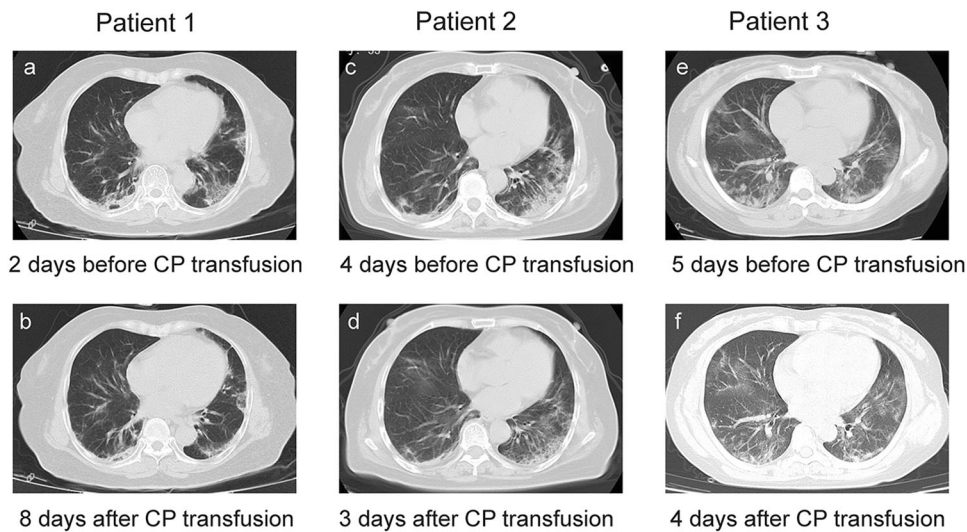 Patient 1
Patient 2
Patient 3
a
c
e
2 days before CP transfusion
4 days before CP transfusion
5 days before CP transfusion
b
d
f
8 days after CP transfusion
3 days after CP transfusion
4 days after CP transfusion